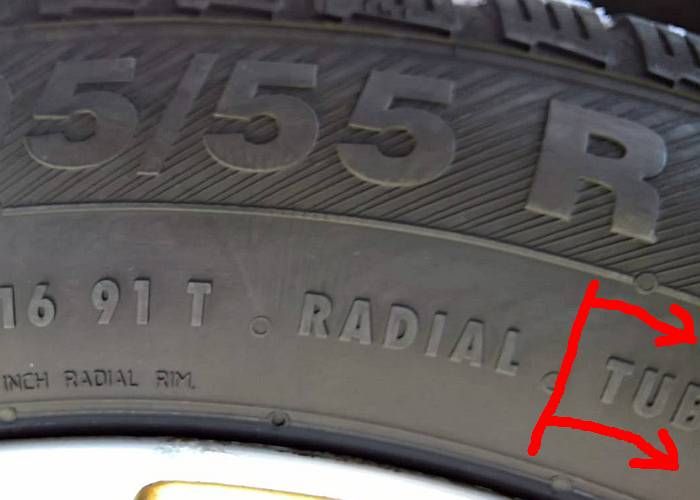 5/55 R
16 91 T . RADIAL . TUB
INCH RADIAL RIM.